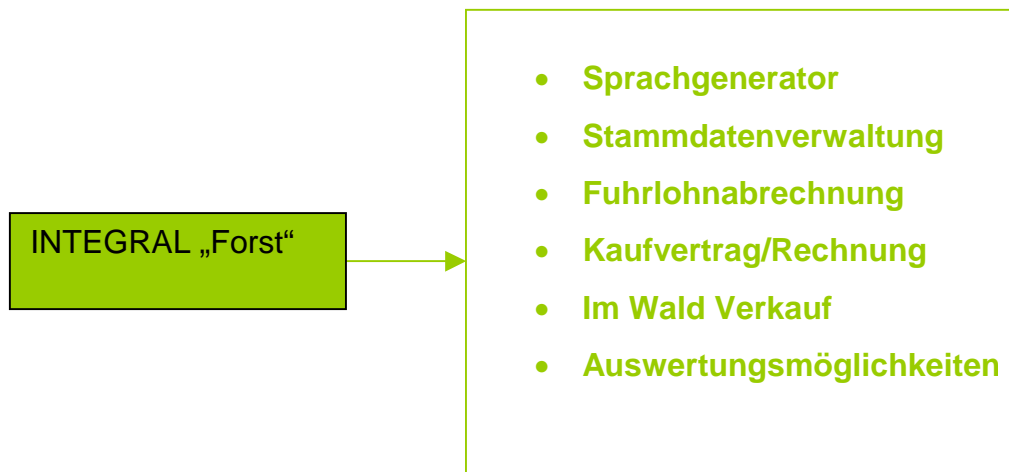 INTEGRAL „Forst“
• Sprachgenerator
• Stammdatenverwaltung
• Fuhrlohnabrechnung
• Kaufvertrag/Rechnung
• Im Wald Verkauf
• Auswertungsmöglichkeiten